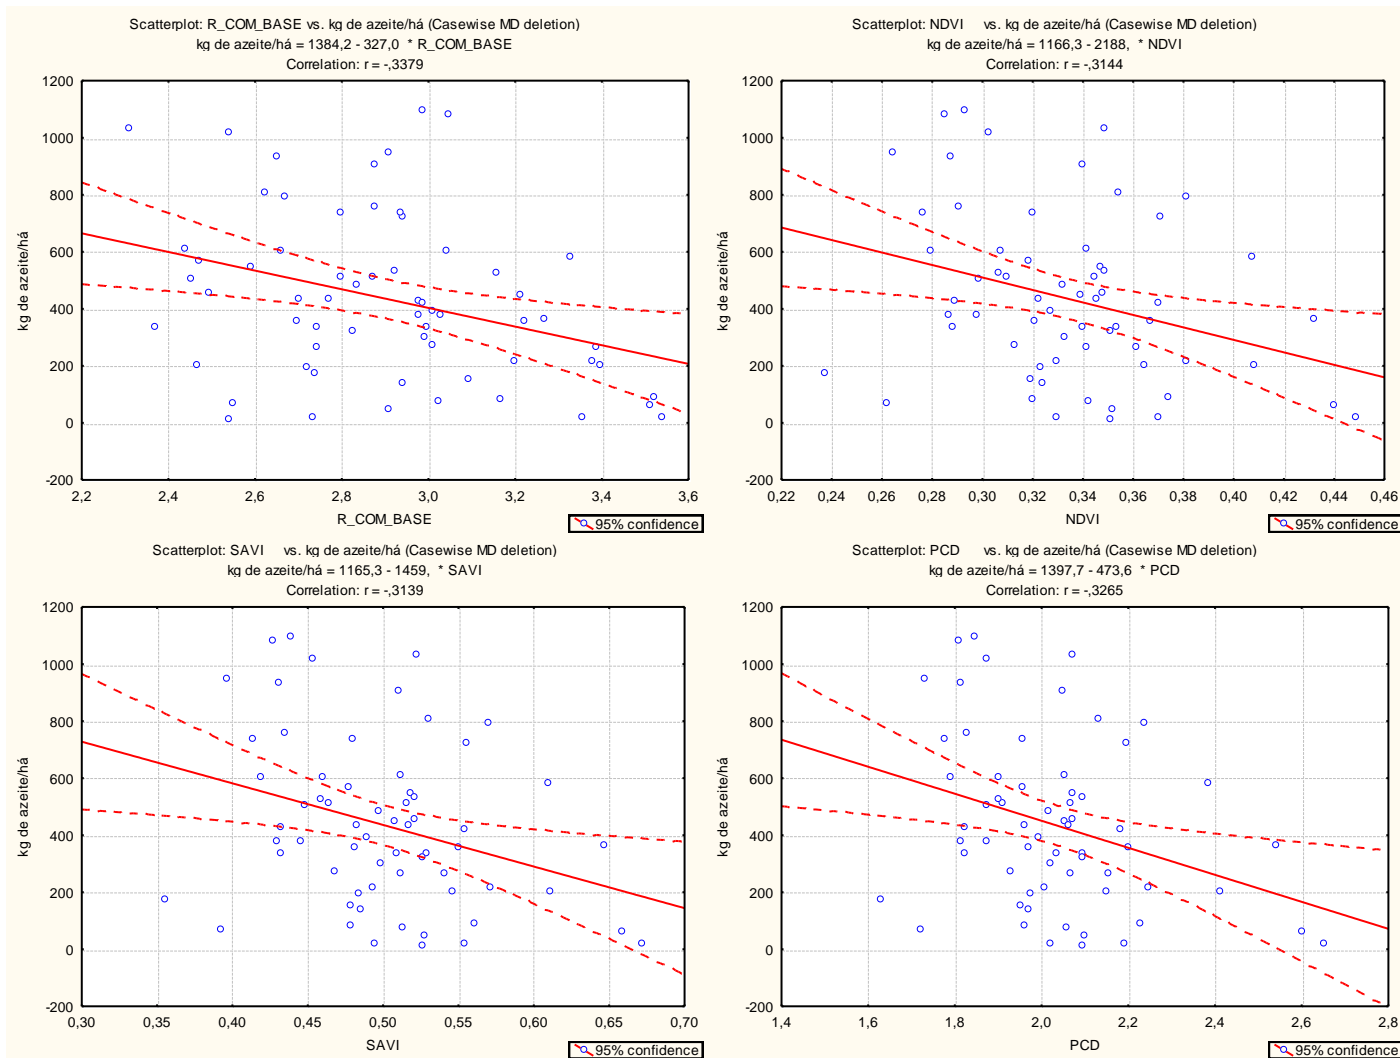 Scatterplot: R_COM_BASE vs. kg de azeite/há (Casewise MD deletion)
kg de azeite/há = 1384,2 - 327,0 * R_COM_BASE
Correlation: r = -,3379
1200
1000
800
600
400
200
0
-200
kg de azeite/há
2,2 2,4 2,6 2,8 3,0 3,2 3,4 3,6
R_COM_BASE
95% confidence
Scatterplot: NDVI vs. kg de azeite/há (Casewise MD deletion)
kg de azeite/há = 1166,3 - 2188, * NDVI
Correlation: r = -,3144
1200
1000
800
600
400
200
0
-200
kg de azeite/há
0,22 0,24 0,26 0,28 0,30 0,32 0,34 0,36 0,38 0,40 0,42 0,44 0,46
NDVI
95% confidence
Scatterplot: SAVI vs. kg de azeite/há (Casewise MD deletion)
kg de azeite/há = 1165,3 - 1459, * SAVI
Correlation: r = -,3139
1200
1000
800
600
400
200
0
-200
kg de azeite/há
0,30 0,35 0,40 0,45 0,50 0,55 0,60 0,65 0,70
SAVI
95% confidence
Scatterplot: PCD vs. kg de azeite/há (Casewise MD deletion)
kg de azeite/há = 1397,7 - 473,6 * PCD
Correlation: r = -,3265
1200
1000
800
600
400
200
0
-200
kg de azeite/há
1,4 1,6 1,8 2,0 2,2 2,4 2,6 2,8
PCD
95% confidence